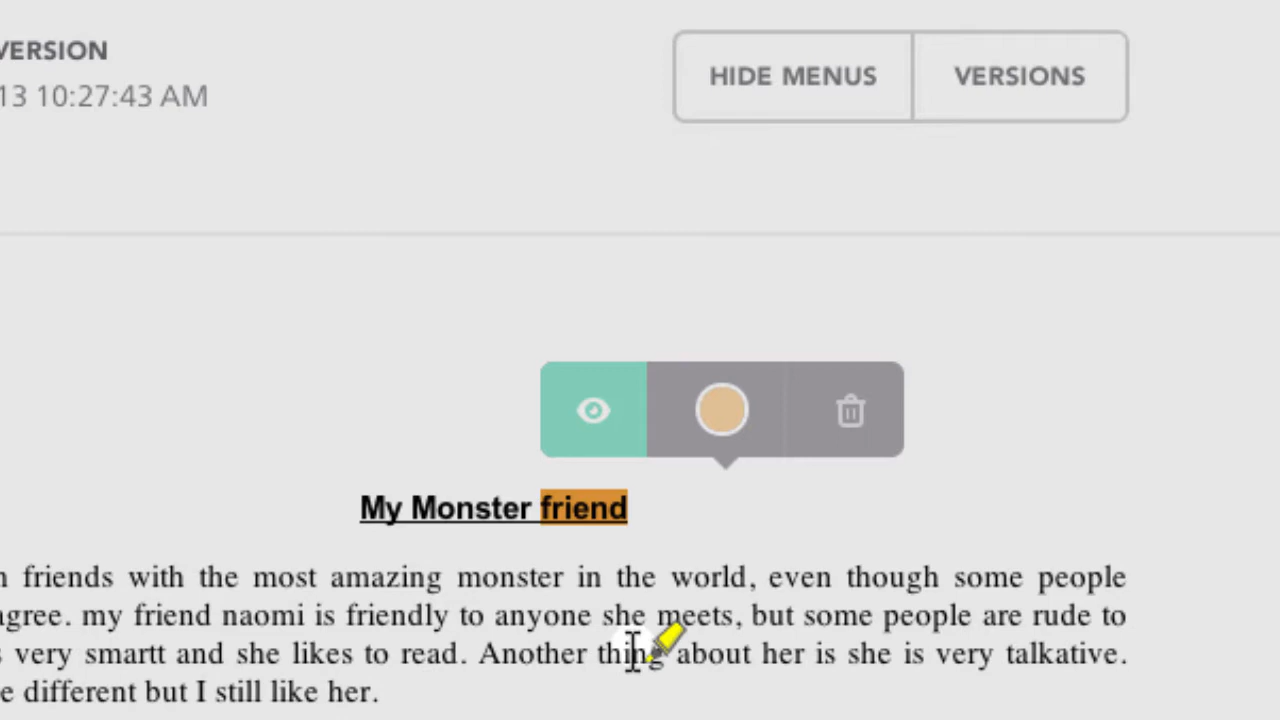 VERSION
13 10:27:43 AM
HIDE MENUS
VERSIONS
My Monster friend
friends with the most amazing monster in the world, even though some people
agree. my friend naomi is friendly to anyone she meets, but some people are rude to
very smartt and she likes to read. Another thing about her is she is very talkative.
different but I still like her.